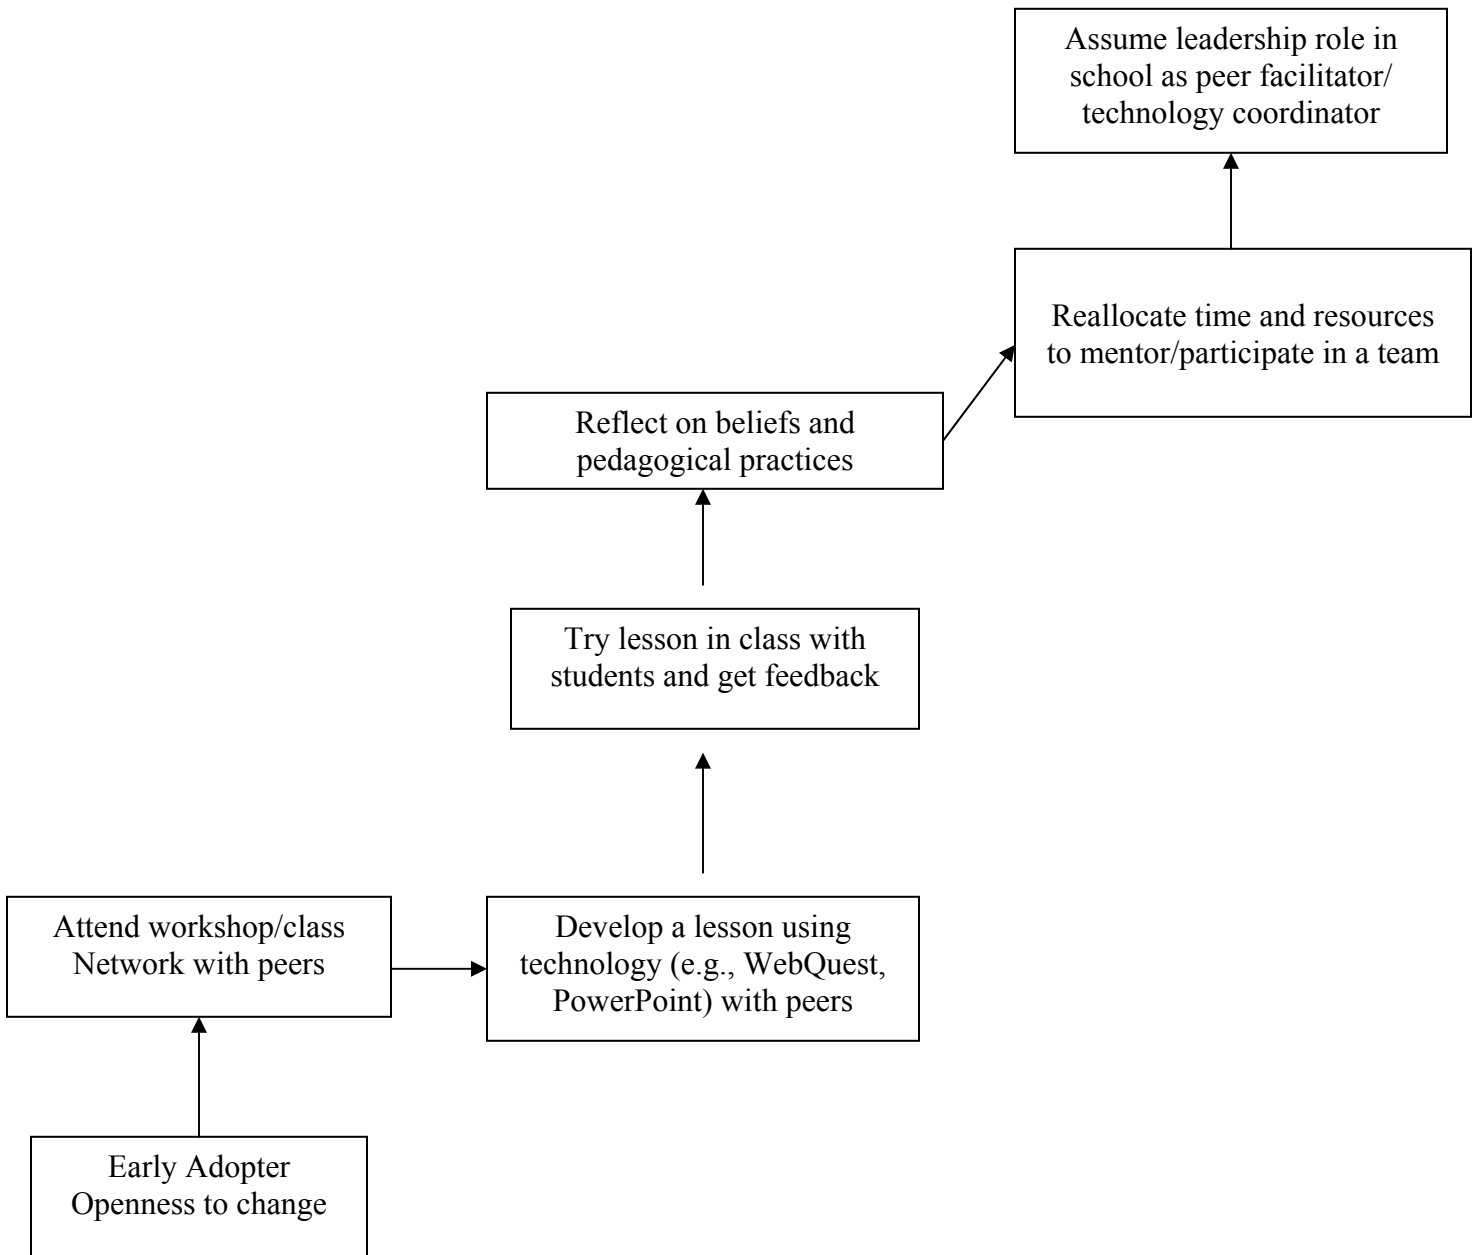 Assume leadership role in
school as peer facilitator/
technology coordinator
Reallocate time and resources
to mentor/participate in a team
Reflect on beliefs and
pedagogical practices
Try lesson in class with
students and get feedback
Attend workshop/class
Network with peers
Develop a lesson using
technology (e.g., WebQuest,
PowerPoint) with peers
Early Adopter
Openness to change